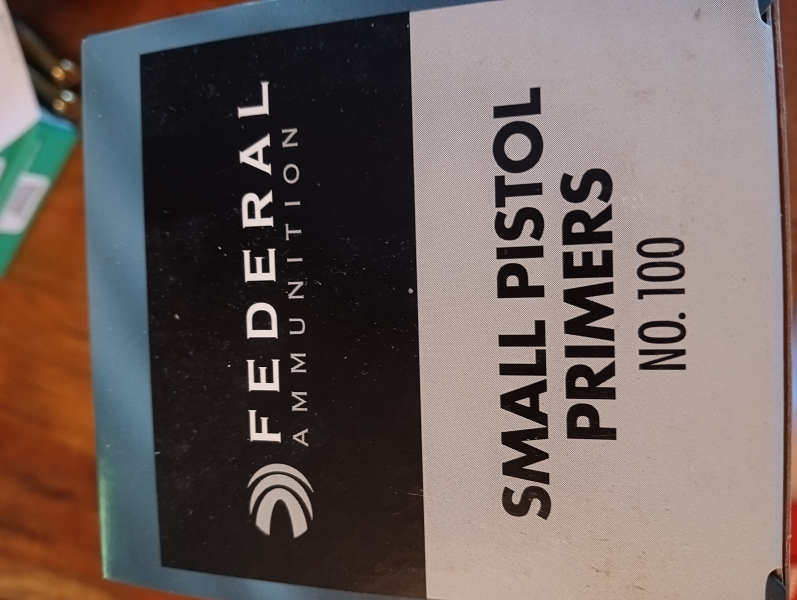 FEDERAL
AMMUNITION
SMALL PISTOL
PRIMERS
NO. 100